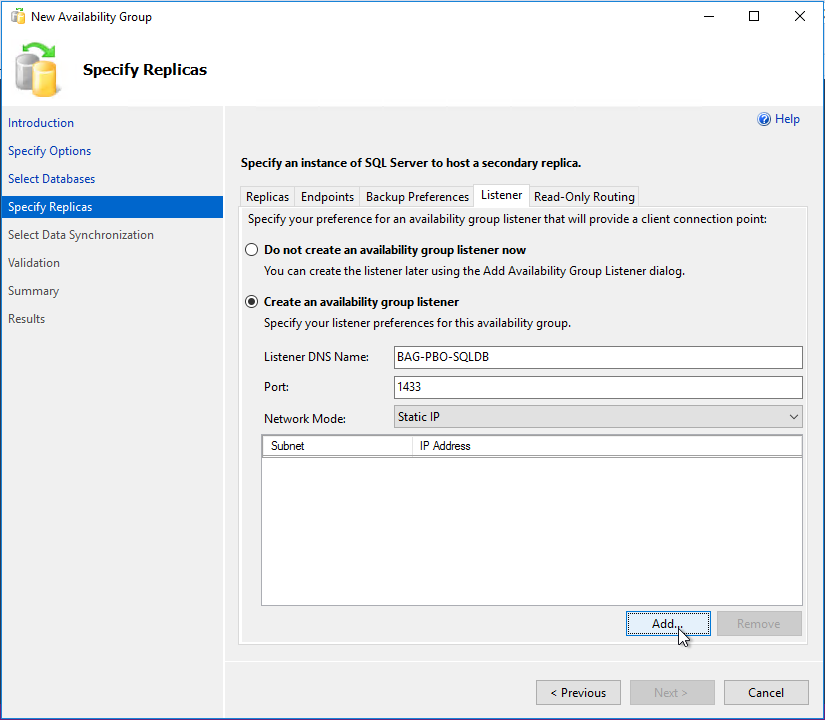 New Availability Group
Specify Replicas
Introduction
Specify Options
Select Databases
Specify Replicas
Select Data Synchronization
Validation
Summary
Results
Help
Specify an instance of SQL Server to host a secondary replica.
Replicas Endpoints Backup Preferences Listener Read-Only Routing
Specify your preference for an availability group listener that will provide a client connection point:
Do not create an availability group listener now
You can create the listener later using the Add Availability Group Listener dialog.
Create an availability group listener
Specify your listener preferences for this availability group.
Listener DNS Name: BAG-PBO-SQLDB
Port: 1433
Network Mode: Static IP
Subnet IP Address
Add... Remove
< Previous Next > Cancel